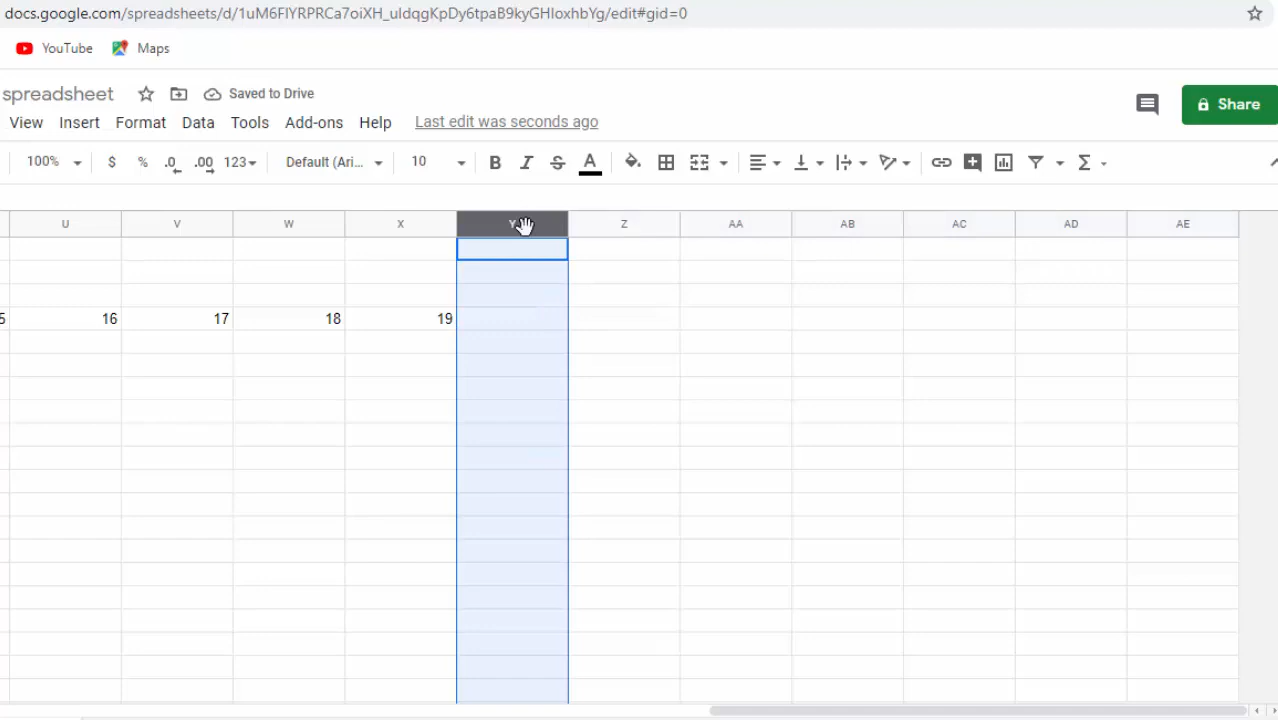 docs.google.com/spreadsheets/d/1uM6FIYRPRCa7oiXH_uldqgKpDy6tpaB9kyGHloxhbYg/edit#gid=0
YouTube Maps
spreadsheet Saved to Drive
Share
View Insert Format Data Tools Add-ons Help Last edit was seconds ago
100% $ % .0 .00 123 Default (Ari... 10 B I S A Σ
U V W X Y Z AA AB AC AD AE
5 16 17 18 19